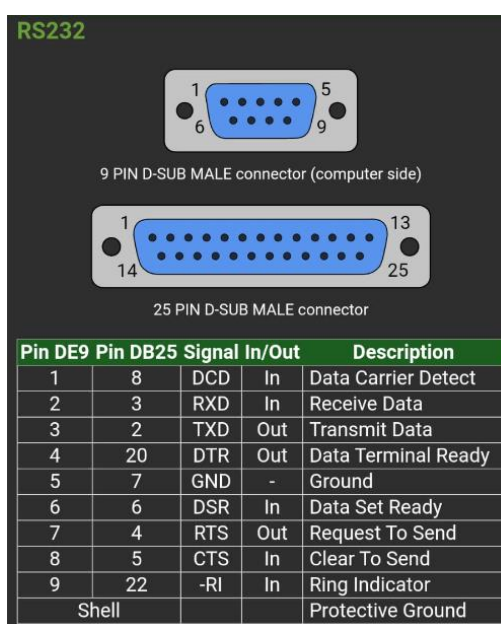 RS232
1 5
6 9
9 PIN D-SUB MALE connector (computer side)
1 13
14 25
25 PIN D-SUB MALE connector
Pin DE9 Pin DB25 Signal In/Out Description
1 8 DCD In Data Carrier Detect
2 3 RXD In Receive Data
3 2 TXD Out Transmit Data
4 20 DTR Out Data Terminal Ready
5 7 GND - Ground
6 6 DSR In Data Set Ready
7 4 RTS Out Request To Send
8 5 CTS In Clear To Send
9 22 -RI In Ring Indicator
Shell Protective Ground